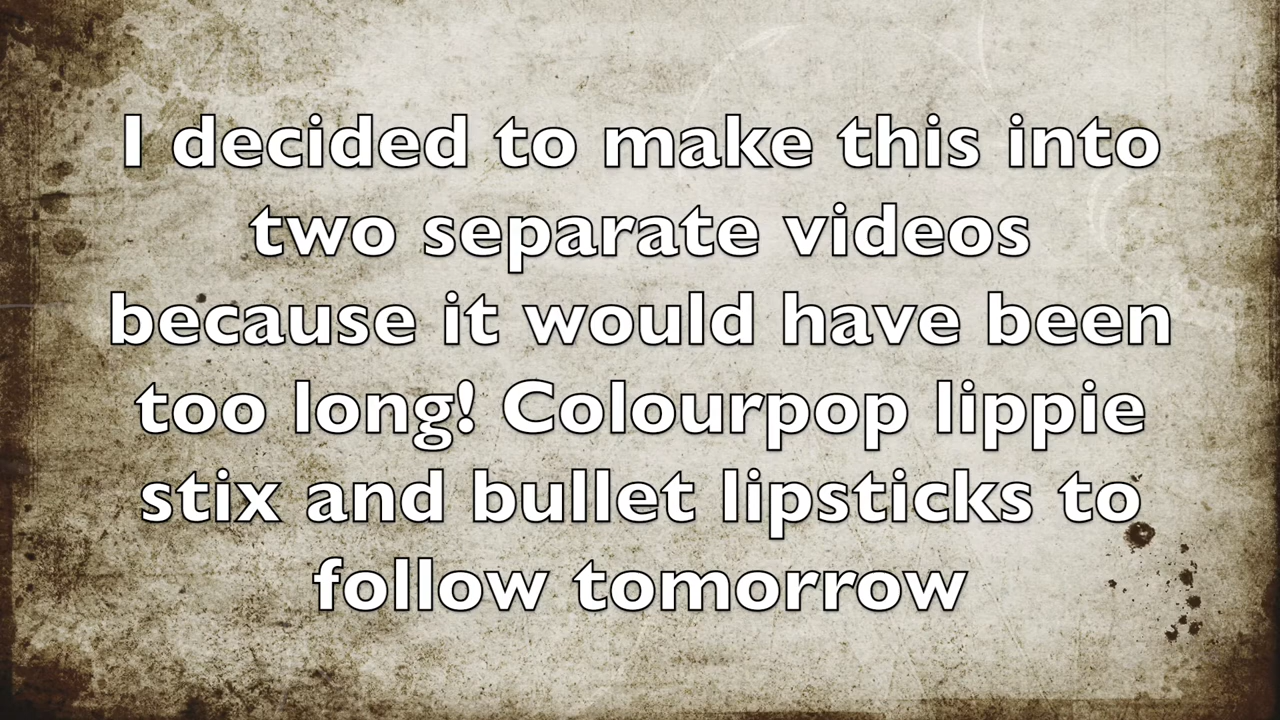 I decided to make this into
two separate videos
because it would have been
too long! Colourpop lippie
stix and bullet lipsticks to
follow tomorrow